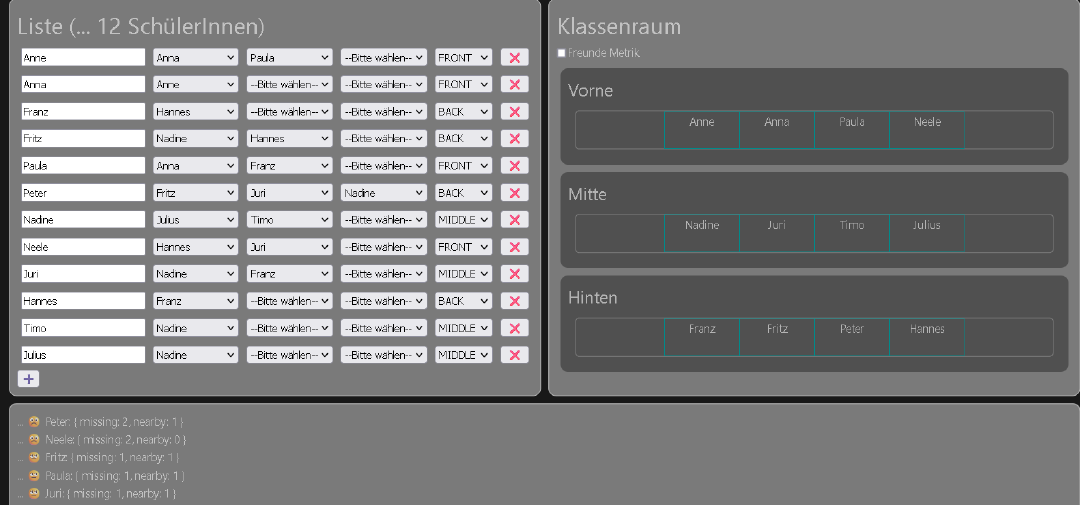 Liste (... 12 SchülerInnen)
Anne Anna Paula --Bitte wählen-- FRONT
Anna Anne --Bitte wählen-- --Bitte wählen-- FRONT
Franz Hannes --Bitte wählen-- --Bitte wählen-- BACK
Fritz Nadine Hannes --Bitte wählen-- BACK
Paula Anna Franz --Bitte wählen-- FRONT
Peter Fritz Juri Nadine BACK
Nadine Julius Timo --Bitte wählen-- MIDDLE
Neele Hannes Juri --Bitte wählen-- FRONT
Juri Nadine Franz --Bitte wählen-- MIDDLE
Hannes Franz --Bitte wählen-- --Bitte wählen-- BACK
Timo Nadine --Bitte wählen-- --Bitte wählen-- MIDDLE
Julius Nadine --Bitte wählen-- --Bitte wählen-- MIDDLE
Klassenraum
Freunde Metrik
Vorne
Anne Anna Paula Neele
Mitte
Nadine Juri Timo Julius
Hinten
Franz Fritz Peter Hannes
... Peter: { missing: 2, nearby: 1 }
... Neele: { missing: 2, nearby: 0 }
... Fritz: { missing: 1, nearby: 1 }
... Paula: { missing: 1, nearby: 1 }
... Juri: { missing: 1, nearby: 1 }